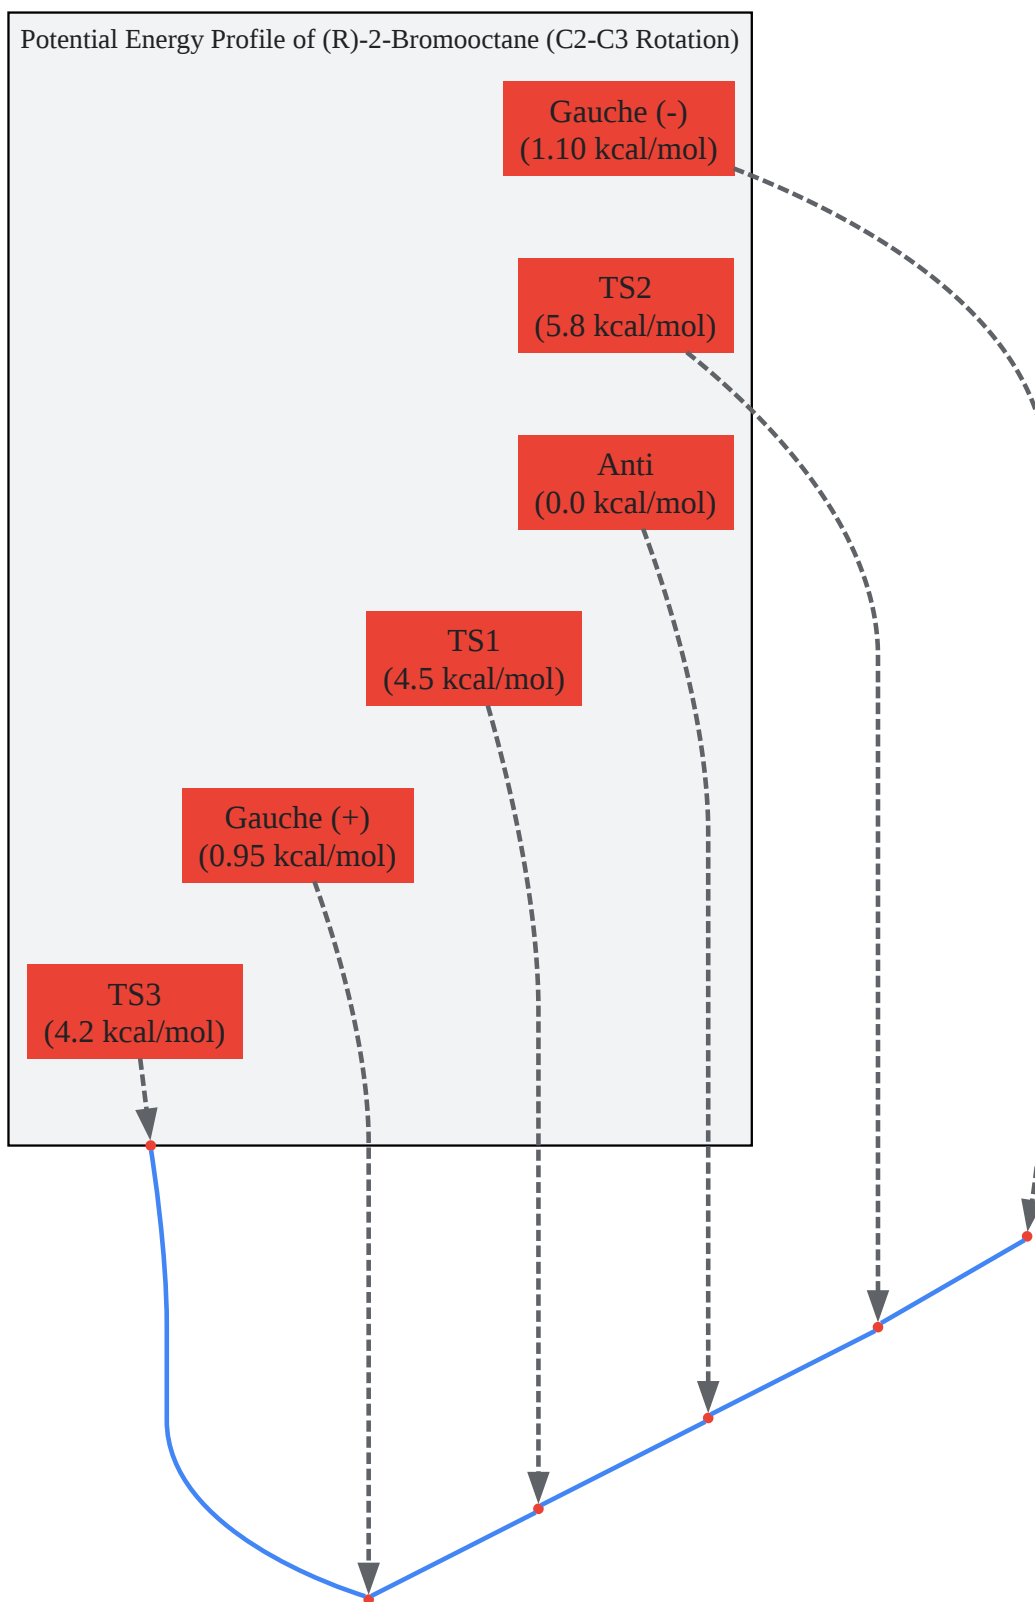 Potential Energy Profile of (R)-2-Bromooctane (C2-C3 Rotation)
Gauche (-)
(1.10 kcal/mol)
TS2
(5.8 kcal/mol)
Anti
(0.0 kcal/mol)
TS1
(4.5 kcal/mol)
Gauche (+)
(0.95 kcal/mol)
TS3
(4.2 kcal/mol)